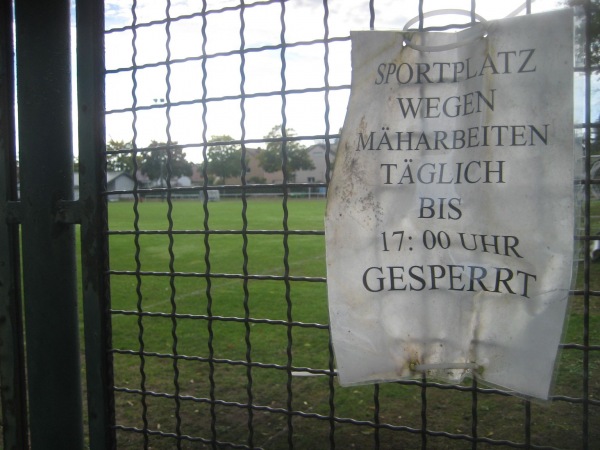 SPORTPLATZ
WEGEN
MÄHARBEITEN
TÄGLICH
BIS
17: 00 UHR
GESPERRT